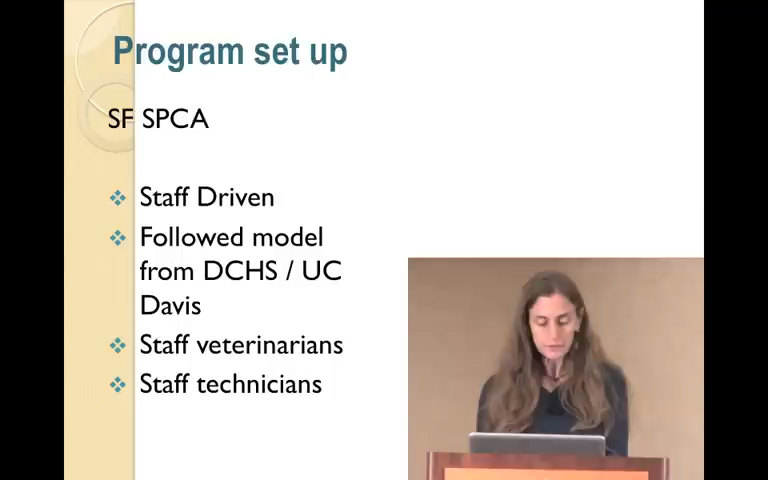 Program set up
SF SPCA
Staff Driven
Followed model
from DCHS / UC
Davis
Staff veterinarians
Staff technicians